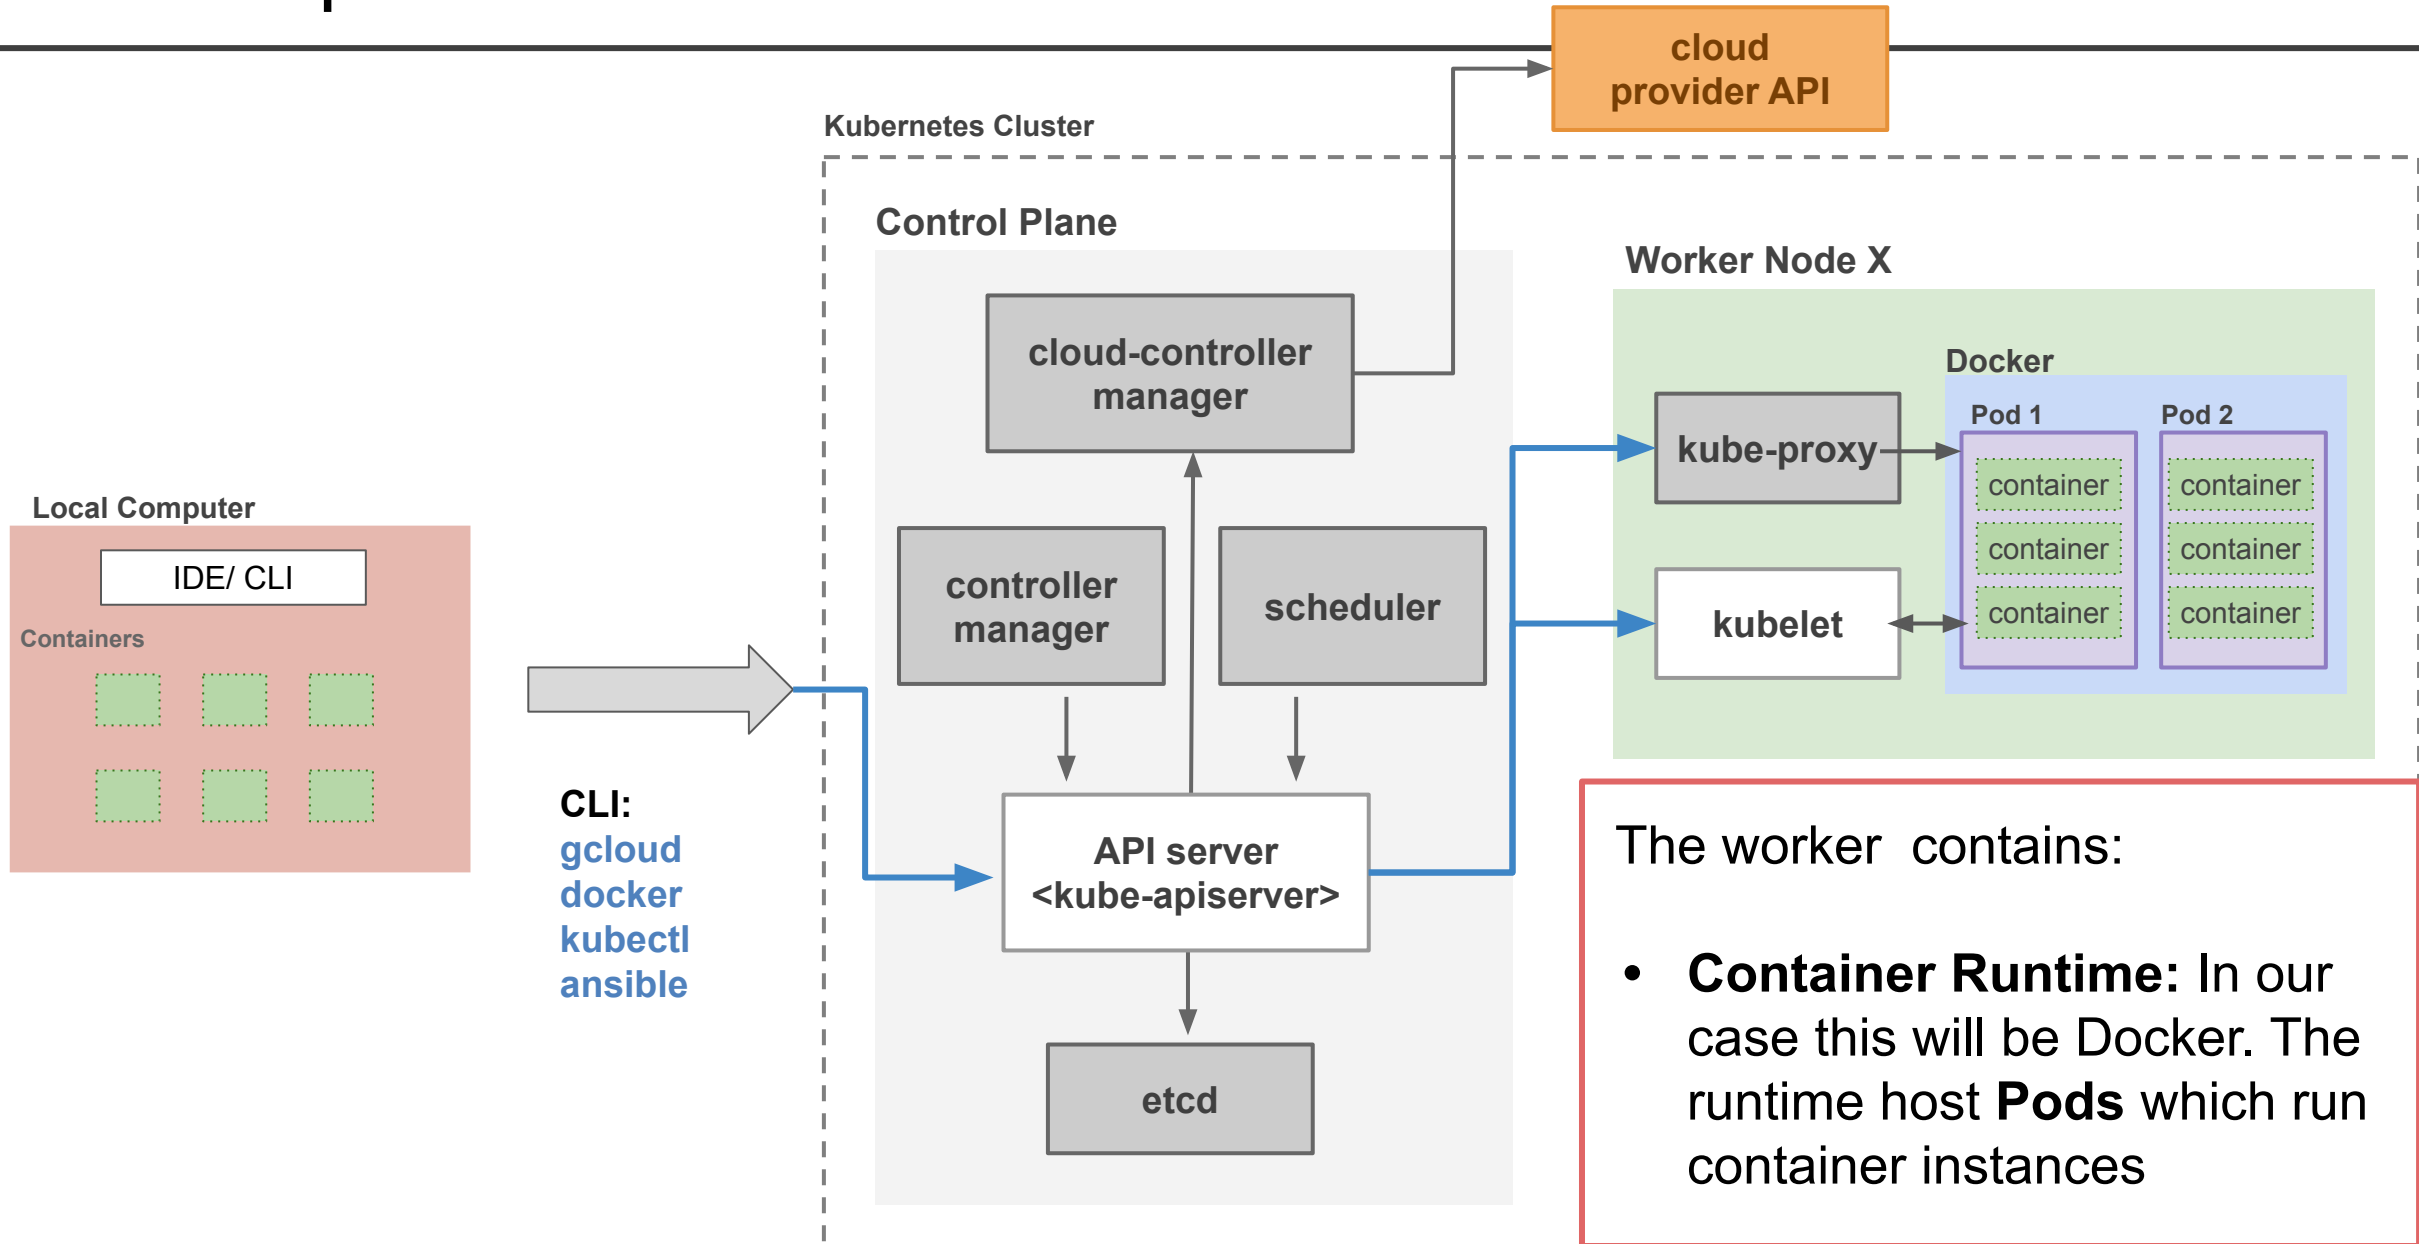 cloud
provider API
Kubernetes Cluster
Control Plane
cloud-controller
manager
controller
manager
scheduler
API server
<kube-apiserver>
etcd
Worker Node X
kube-proxy
kubelet
Docker
Pod 1
container
container
container
Pod 2
container
container
container
Local Computer
IDE/ CLI
Containers
CLI:
gcloud
docker
kubectl
ansible
The worker contains:
• Container Runtime: In our
case this will be Docker. The
runtime host Pods which run
container instances